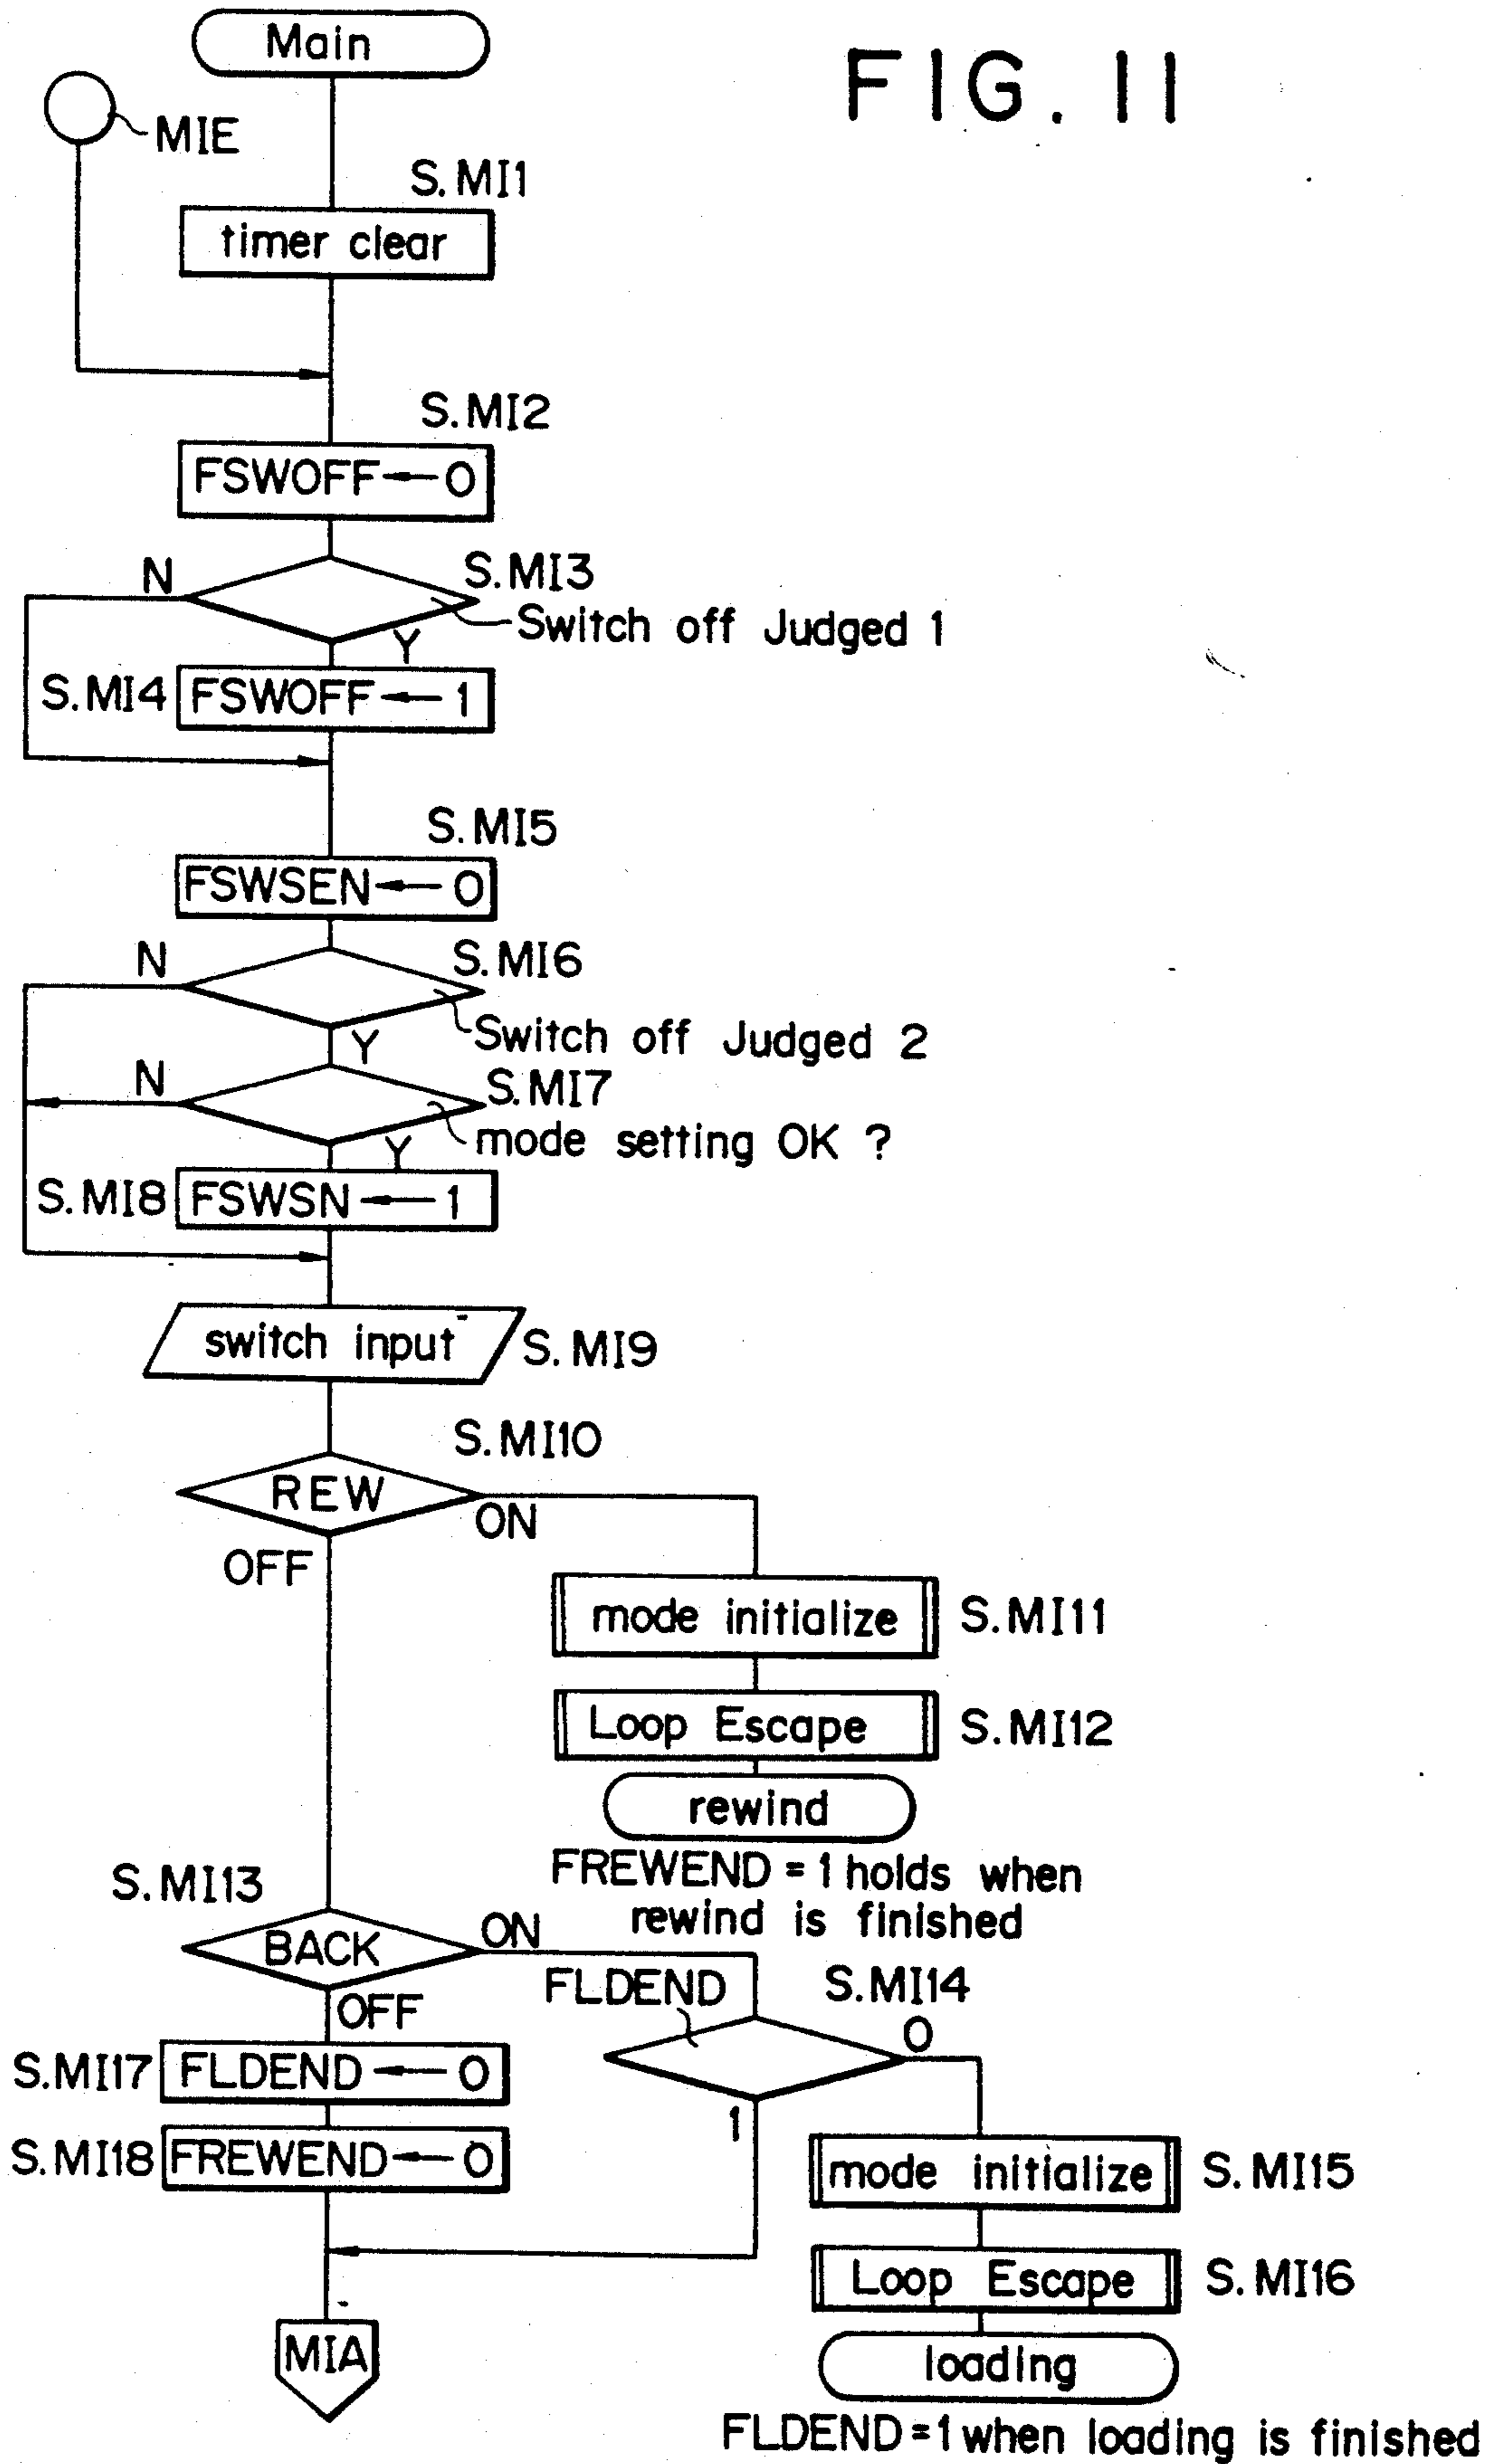 FIG. 11
Main
MIE
S.MI1
timer clear
S.MI2
FSWOFF←0
N
S.MI3
Switch off Judged 1
Y
S.MI4
FSWOFF←1
S.MI5
FSWSEN←0
N
S.MI6
Switch off Judged 2
Y
N
S.MI7
mode setting OK ?
Y
S.MI8
FSWSN←1
switch input
S.MI9
S.MI10
REW
ON
OFF
mode initialize
S.MI11
Loop Escape
S.MI12
rewind
FREWEND = 1 holds when
rewind is finished
S.MI13
BACK
ON
OFF
FLDEND
S.MI14
0
1
S.MI17
FLDEND←0
S.MI18
FREWEND←0
mode initialize
S.MI15
Loop Escape
S.MI16
MIA
loading
FLDEND = 1 when loading is finished